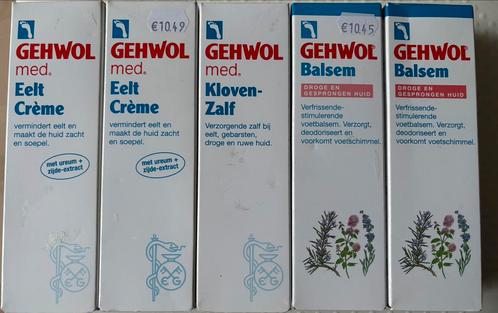 GEHWOL
med.®
Eelt
Crème
vermindert eelt en
maakt de huid zacht
en soepel.
met ureum +
zijde-extract
€10.49
GEHWOL
med.®
Eelt
Crème
vermindert eelt en
maakt de huid zacht
en soepel.
met ureum +
zijde-extract
GEHWOL
med.®
Kloven-
Zalf
Verzorgende zalf bij
eelt, gebarsten,
droge en ruwe huid.
€10.45
GEHWOL®
Balsem
DROGE EN
GESPRONGEN HUID
Verfrissende-
stimulerende
voetbalsem. Verzorgt,
deodoriseert en
voorkomt voetschimmel.
GEHWOL®
Balsem
DROGE EN
GESPRONGEN HUID
Verfrissende-
stimulerende
voetbalsem. Verzorgt,
deodoriseert en
voorkomt voetschimmel.